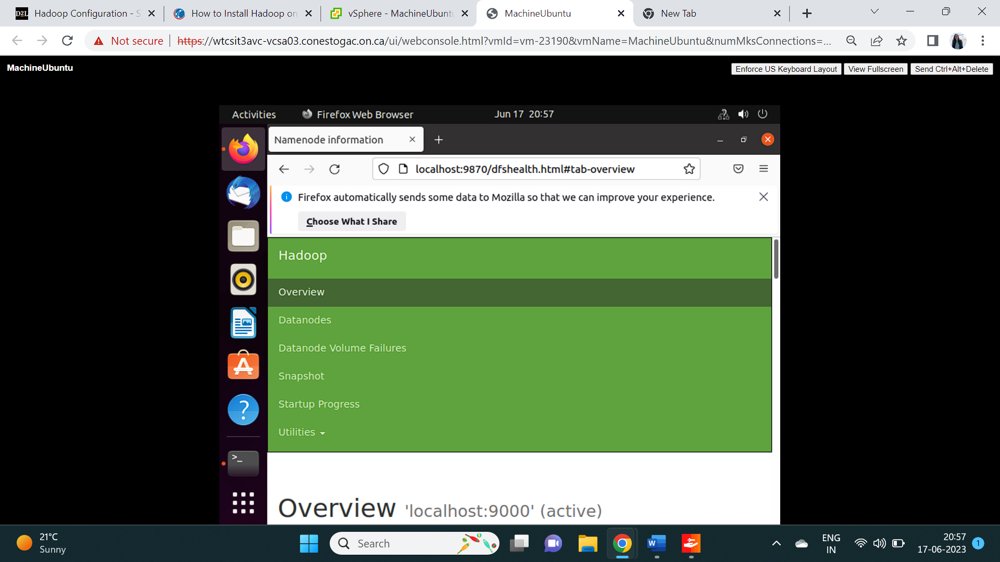 D2L Hadoop Configuration - S
How to Install Hadoop on
vSphere - MachineUbuntu
MachineUbuntu
New Tab
Not secure
https://wtcsit3avc-vcsa03.conestogac.on.ca/ui/webconsole.html?vmId=vm-23190&vmName=MachineUbuntu&numMksConnections=...
MachineUbuntu
Enforce US Keyboard Layout
View Fullscreen
Send Ctrl+Alt+Delete
Activities
Firefox Web Browser
Jun 17 20:57
Namenode information
localhost:9870/dfshealth.html#tab-overview
Firefox automatically sends some data to Mozilla so that we can improve your experience.
Choose What I Share
Hadoop
Overview
Datanodes
Datanode Volume Failures
Snapshot
Startup Progress
Utilities
Overview 'localhost:9000' (active)
21°C
Sunny
Search
ENG
IN
20:57
17-06-2023
1